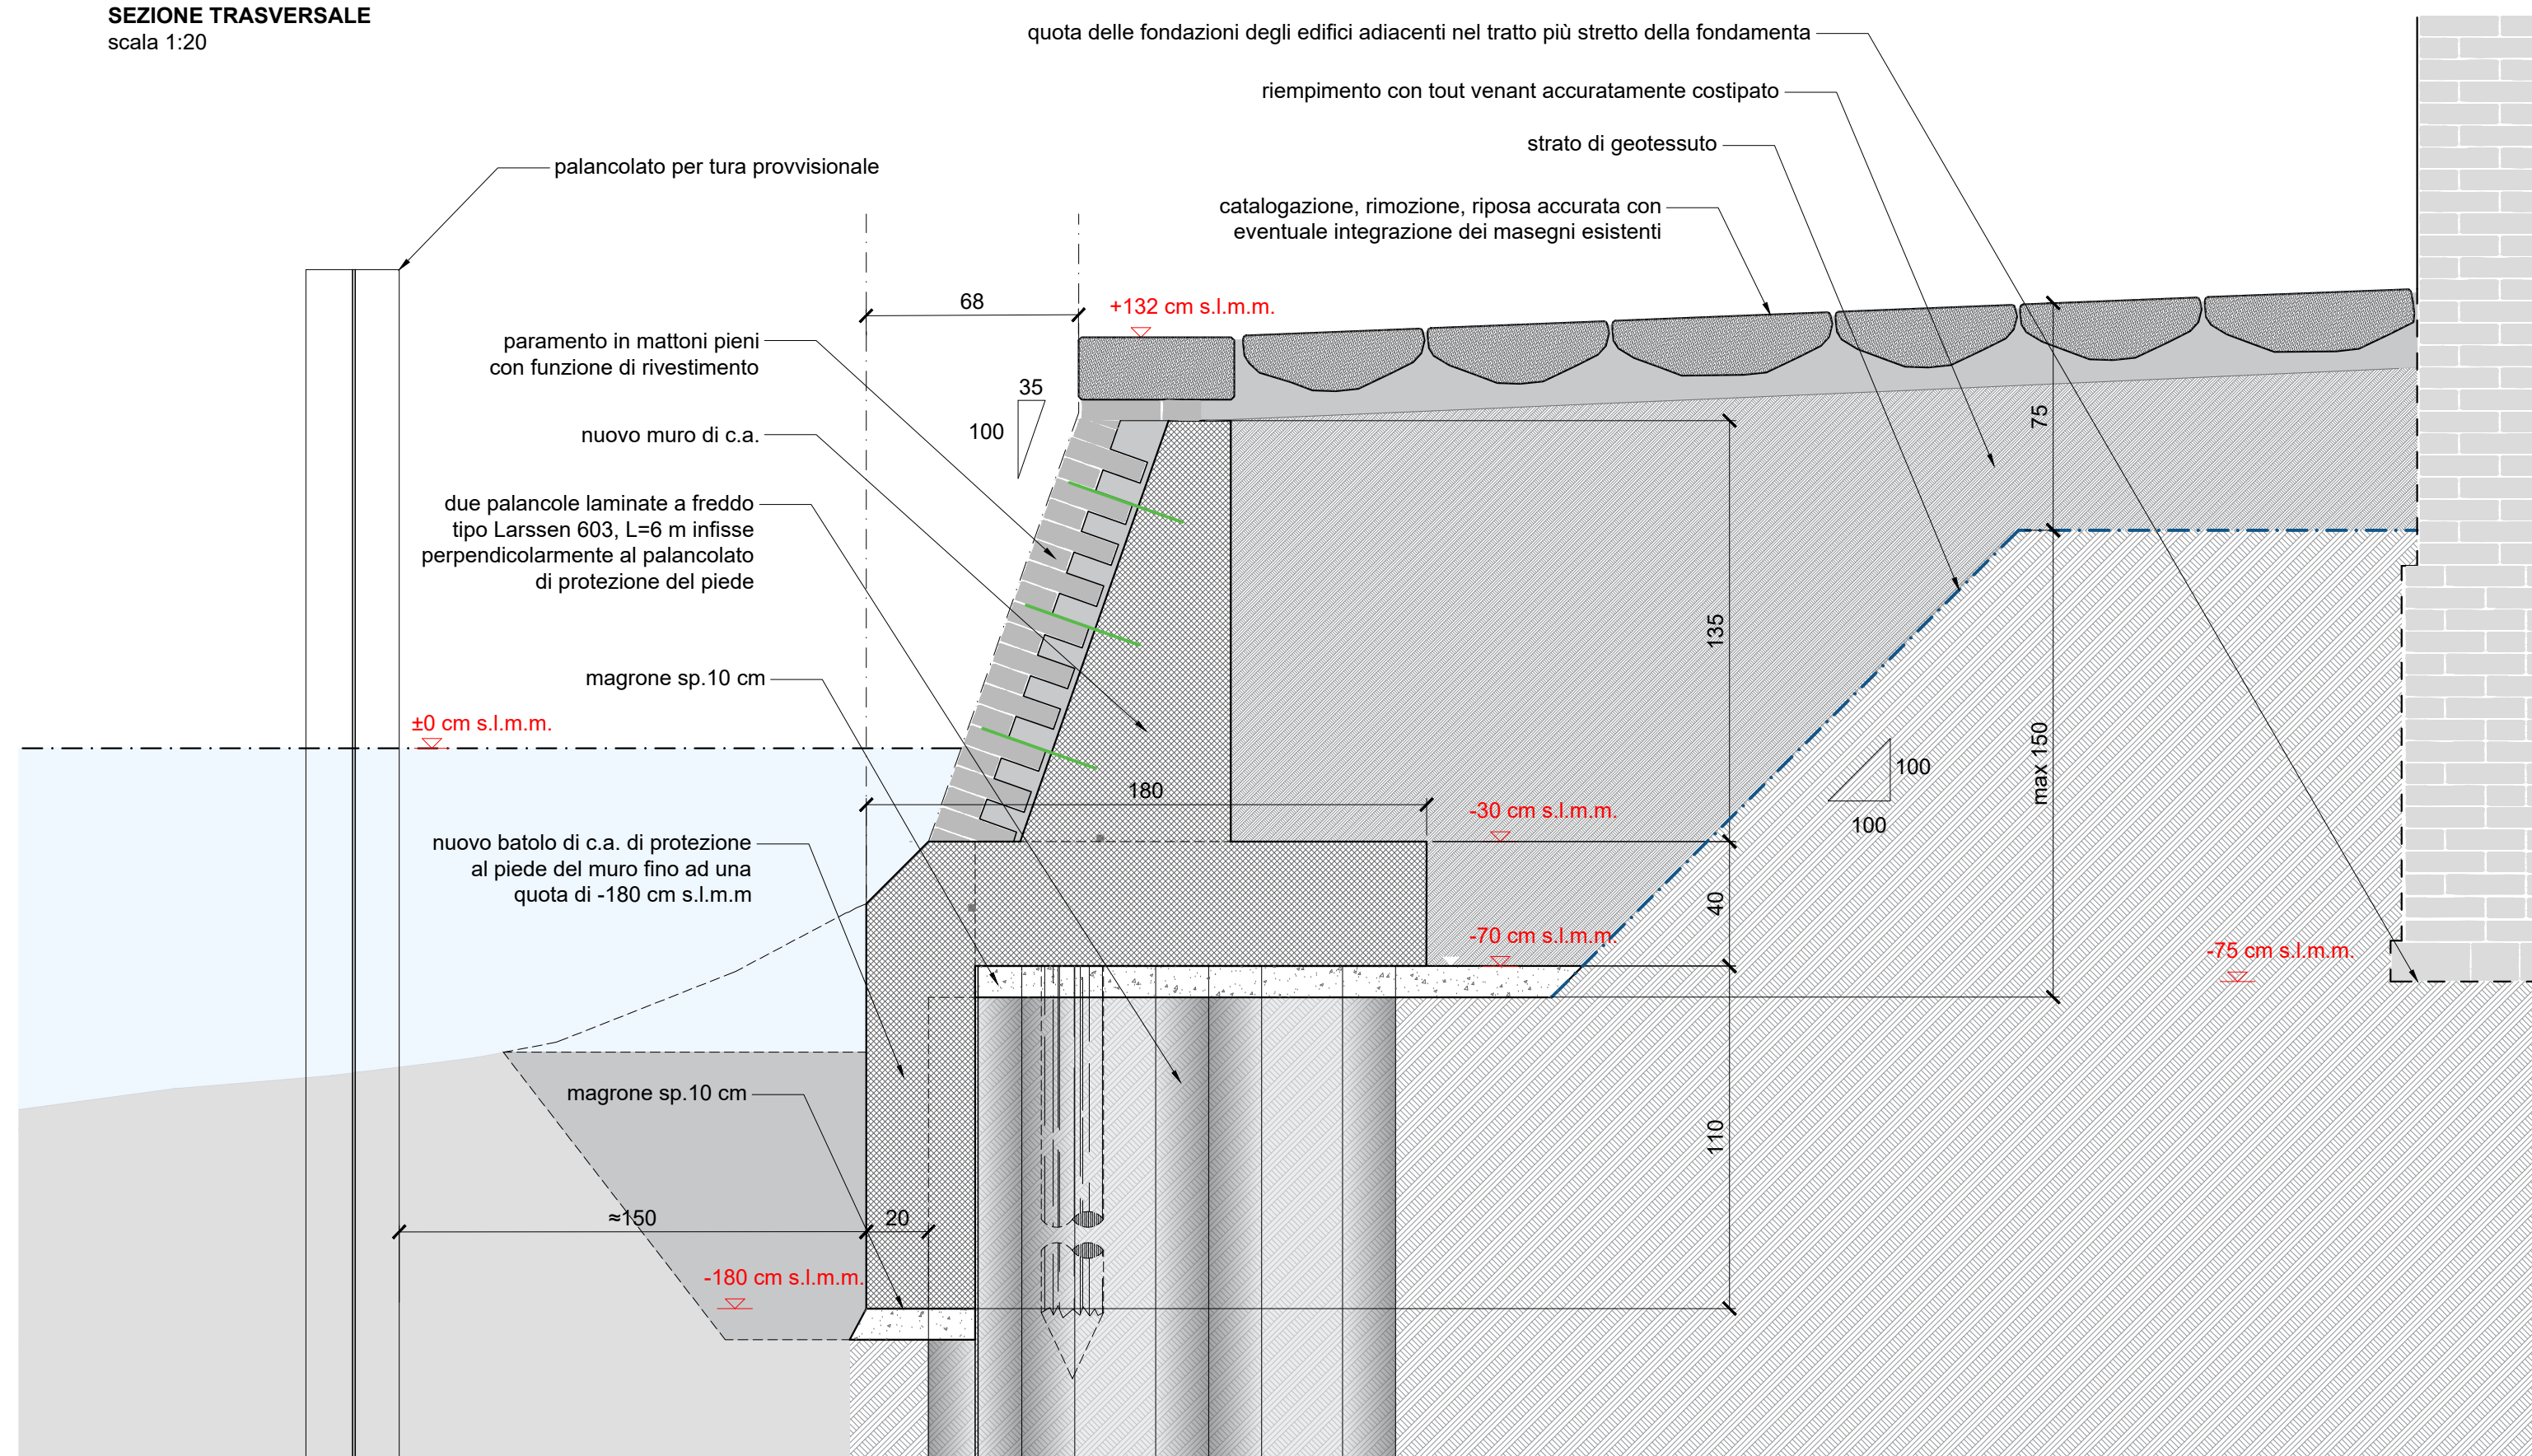 SEZIONE TRASVERSALE
scala 1:20
quota delle fondazioni degli edifici adiacenti nel tratto più stretto della fondamenta
riempimento con tout venant accuratamente costipato
strato di geotessuto
palancolato per tura provvisionale
catalogazione, rimozione, riposa accurata con
eventuale integrazione dei masegni esistenti
68
+132 cm s.l.m.m.
paramento in mattoni pieni
con funzione di rivestimento
35
100
75
nuovo muro di c.a.
due palancole laminate a freddo
tipo Larssen 603, L=6 m infisse
perpendicolarmente al palancolato
di protezione del piede
135
magrone sp.10 cm
±0 cm s.l.m.m.
max 150
100
100
180
-30 cm s.l.m.m.
nuovo batolo di c.a. di protezione
al piede del muro fino ad una
quota di -180 cm s.l.m.m
40
-70 cm s.l.m.m.
-75 cm s.l.m.m.
magrone sp.10 cm
110
≈150
20
-180 cm s.l.m.m.